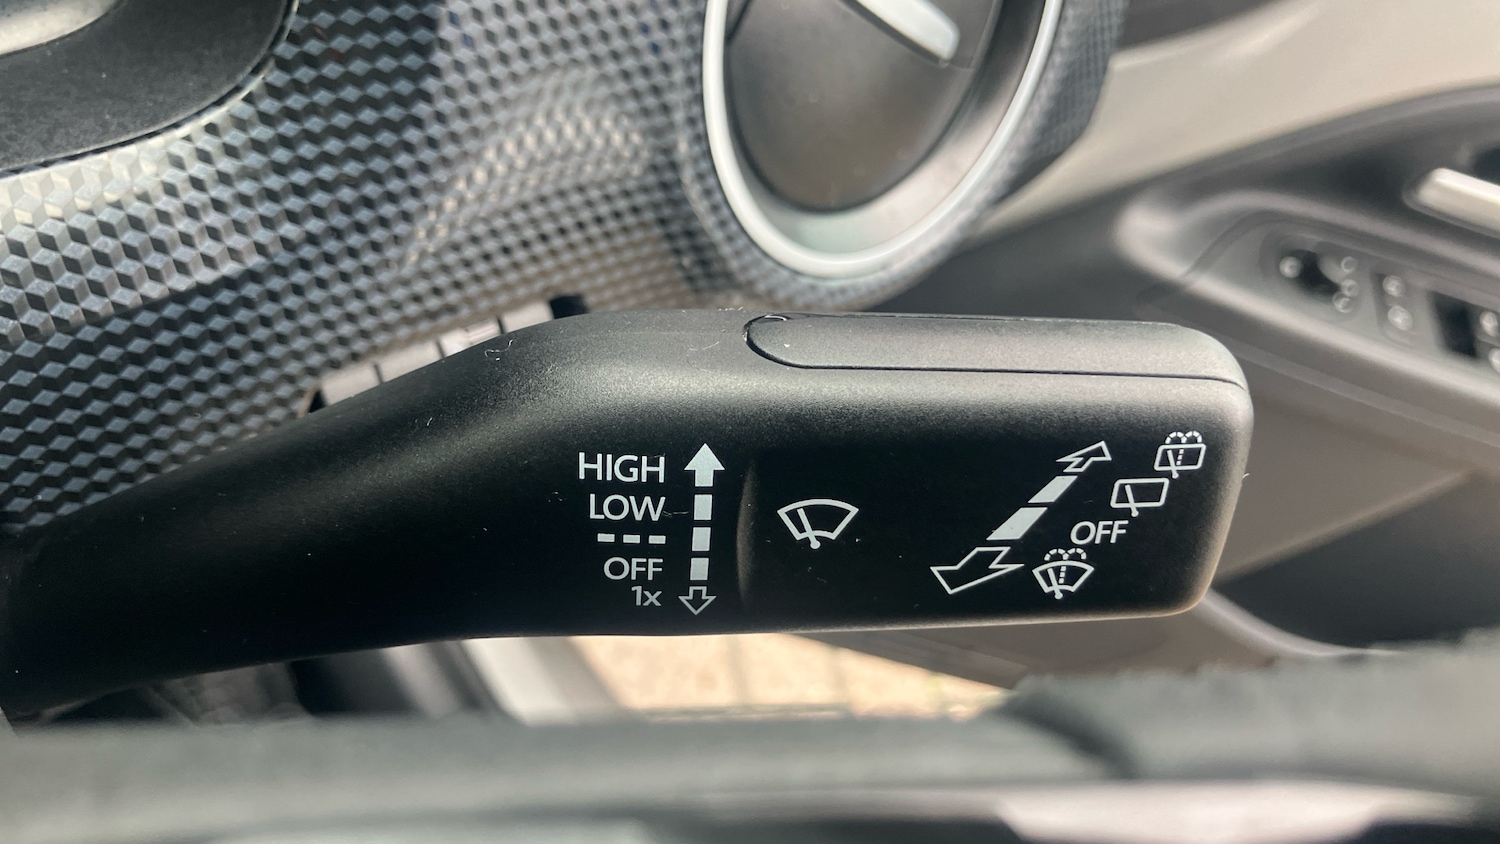 HIGH
LOW
---
OFF
1x
OFF